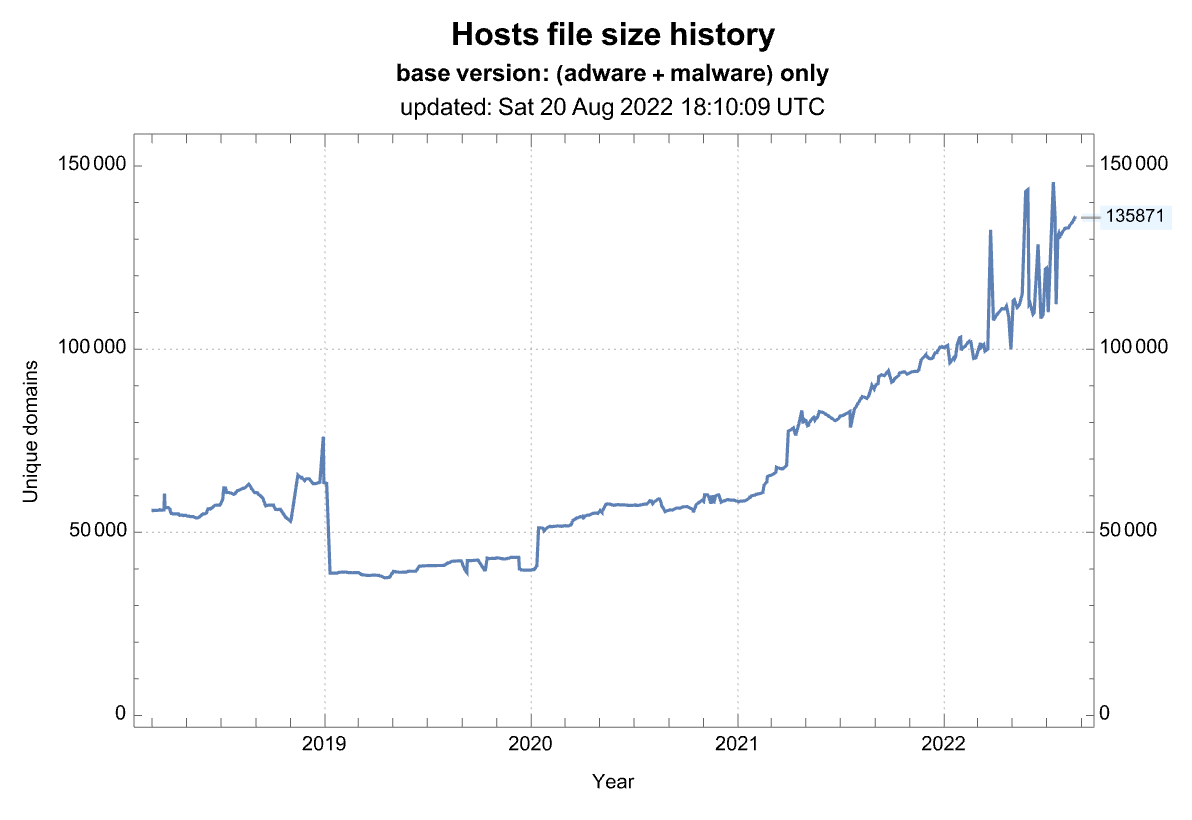 Hosts file size history
base version: (adware + malware) only
updated: Sat 20 Aug 2022 18:10:09 UTC
150 000
150 000
135871
100 000
100 000
Unique domains
50 000
50 000
0
0
2019
2020
2021
2022
Year